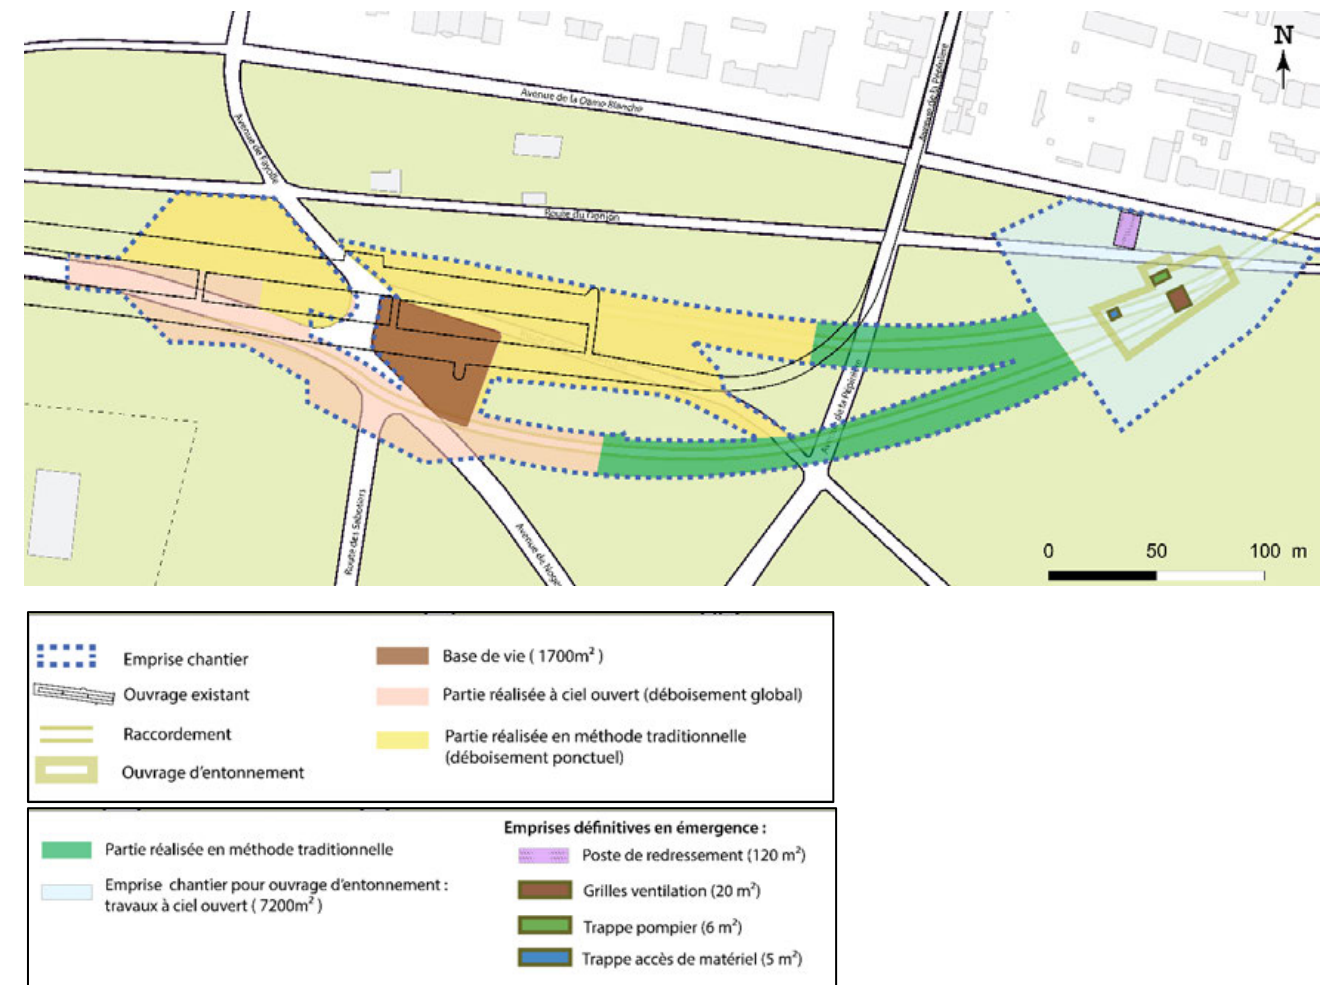 N
Avenue de la Dame Blanche
Avenue de la Pépinière
Avenue de Fayolle
Route du Donjon
de la Pépinière
Route des Sabotiers
Avenue de Noge
0 50 100 m
Emprise chantier
Ouvrage existant
Raccordement
Ouvrage d'entonnement
Base de vie ( 1700m² )
Partie réalisée à ciel ouvert (déboisement global)
Partie réalisée en méthode traditionnelle
(déboisement ponctuel)
Partie réalisée en méthode traditionnelle
Emprise chantier pour ouvrage d'entonnement :
travaux à ciel ouvert ( 7200m² )
Emprises définitives en émergence :
Poste de redressement (120 m²)
Grilles ventilation (20 m²)
Trappe pompier (6 m²)
Trappe accès de matériel (5 m²)